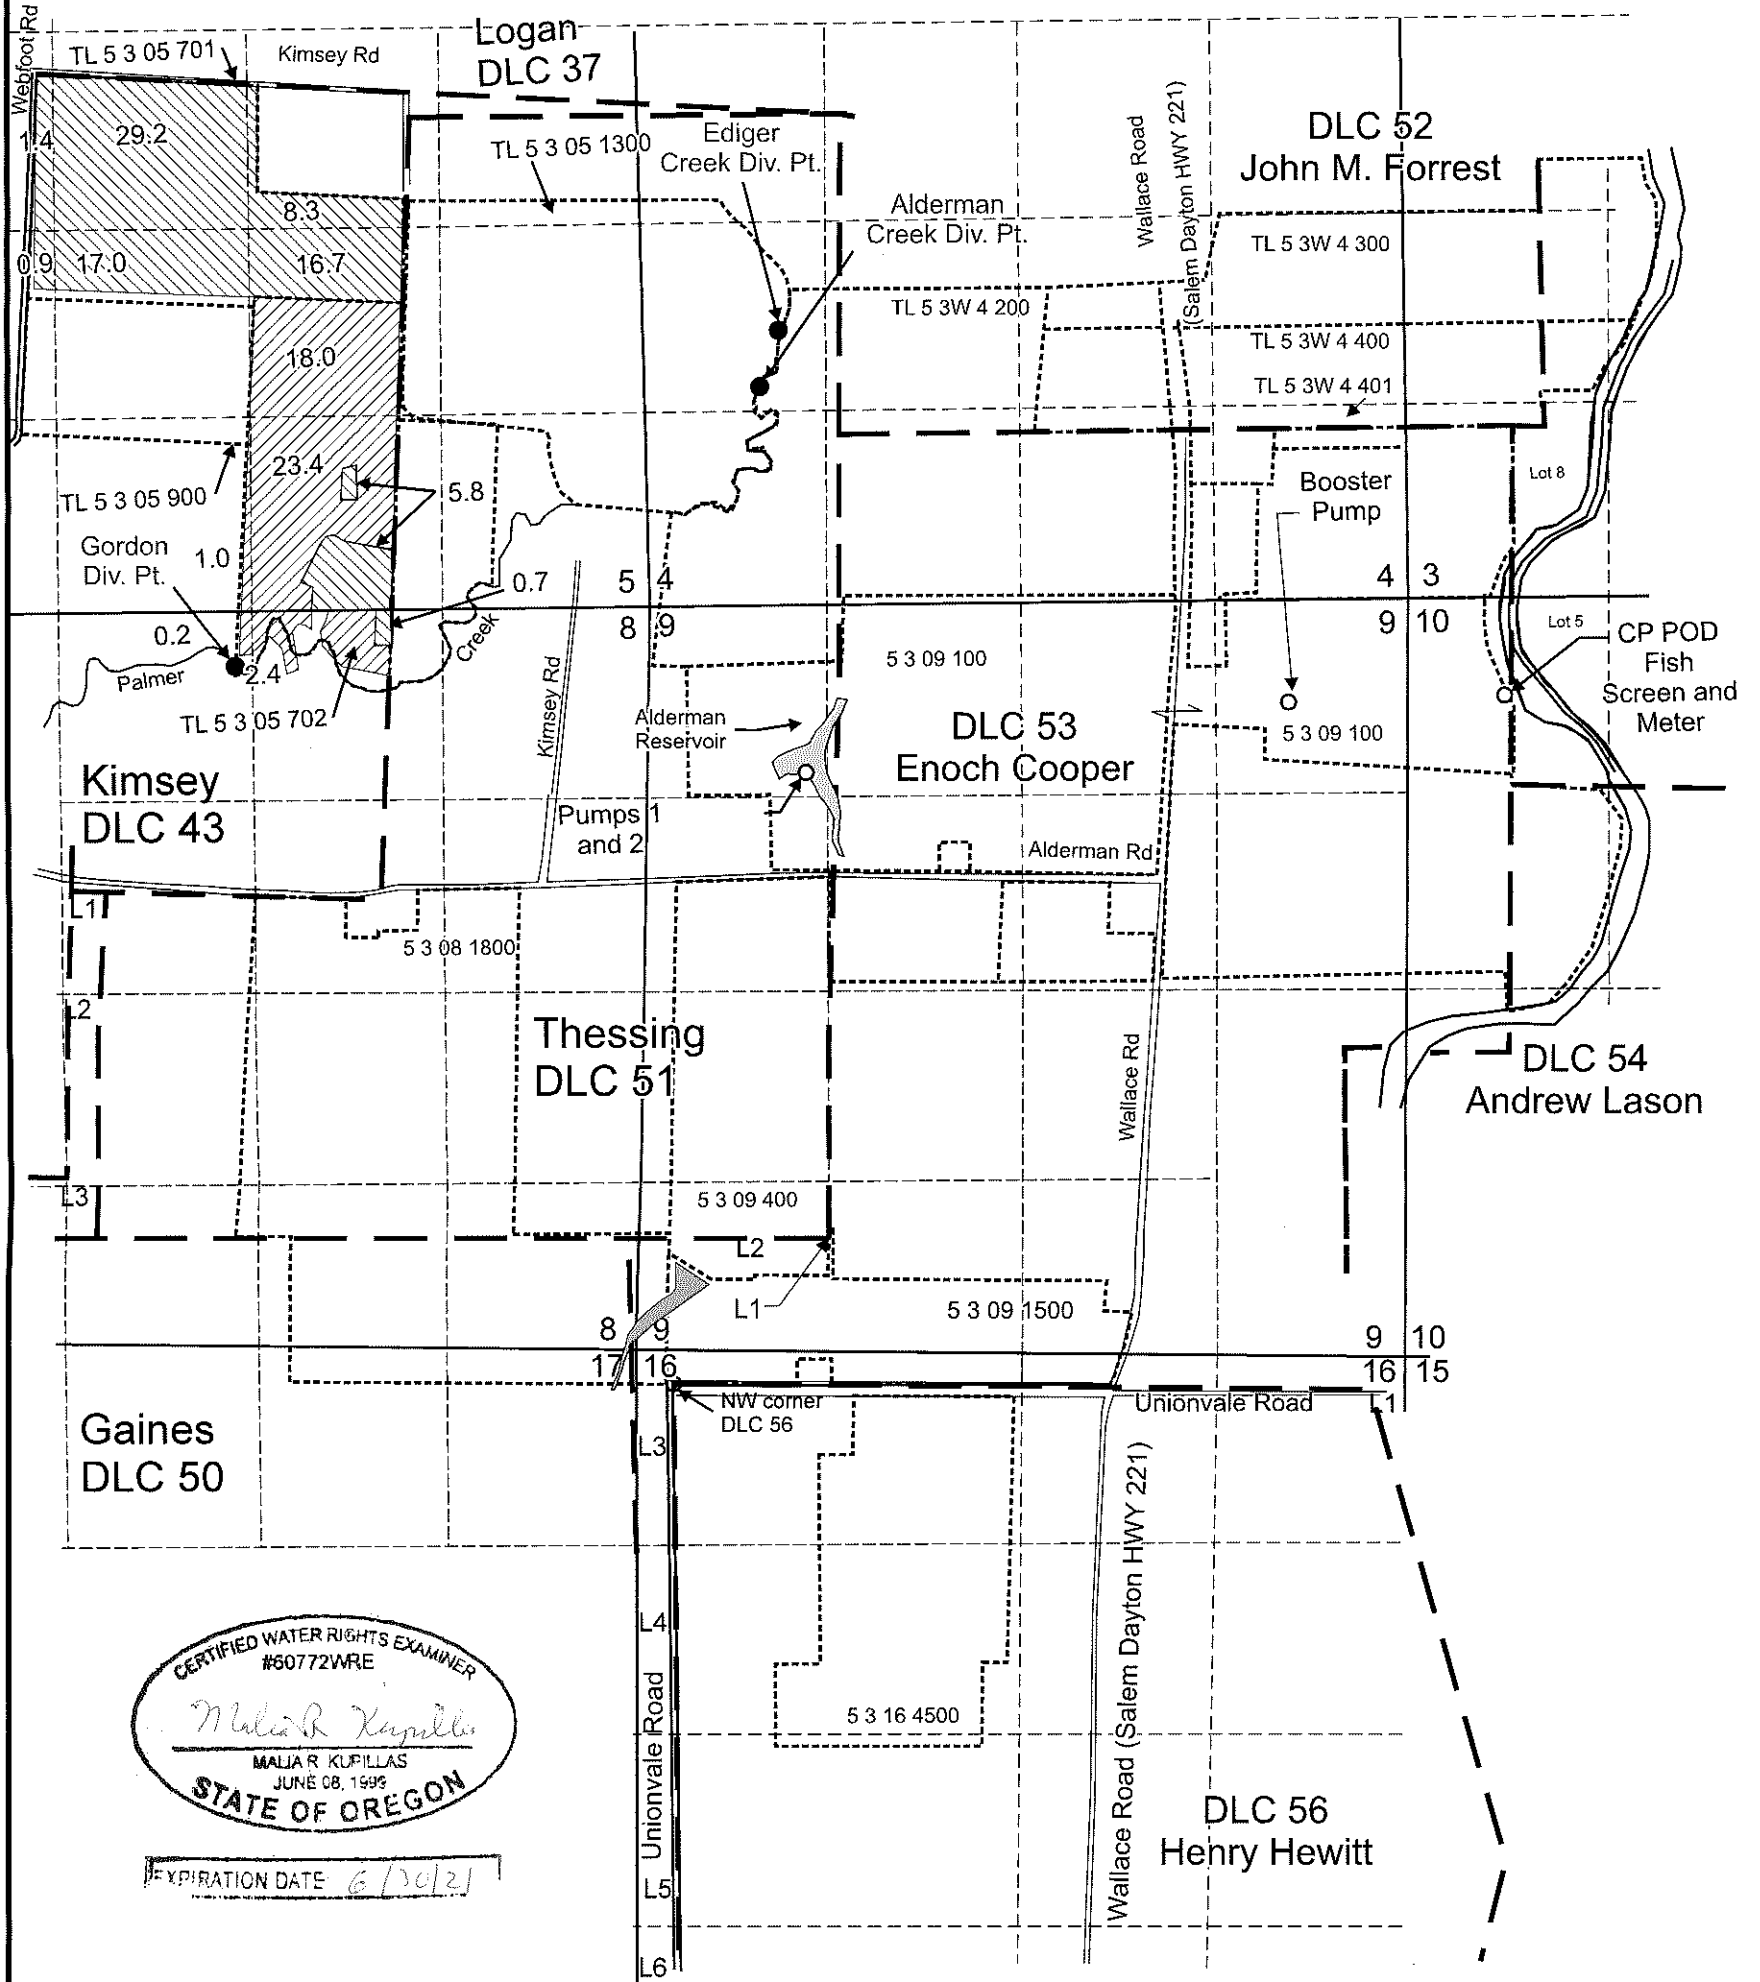 Webfoot Rd
TL 5 3 05 701
Kimsey Rd
Logan
DLC 37
1.4
29.2
TL 5 3 05 1300
Ediger
Creek Div. Pt.
Wallace Road
(Salem Dayton HWY 221)
DLC 52
John M. Forrest
8.3
Alderman
Creek Div. Pt.
TL 5 3W 4 300
0.9
17.0
16.7
TL 5 3W 4 200
TL 5 3W 4 400
18.0
TL 5 3W 4 401
23.4
TL 5 3 05 900
5.8
Booster
Pump
Lot 8
Gordon
Div. Pt.
1.0
0.7
5 4
8 9
4 3
9 10
0.2
Lot 5
CP POD
Fish
Screen and
Meter
Palmer
2.4
Creek
TL 5 3 05 702
Kimsey Rd
5 3 09 100
Alderman
Reservoir
DLC 53
Enoch Cooper
5 3 09 100
Kimsey
DLC 43
Pumps 1
and 2
Alderman Rd
L1
5 3 08 1800
L2
Thessing
DLC 51
Wallace Rd
DLC 54
Andrew Lason
L3
5 3 09 400
L2
L1
5 3 09 1500
8 9
17 16
9 10
16 15
NW corner
DLC 56
Unionvale Road
L1
Gaines
DLC 50
L3
L4
Unionvale Road
5 3 16 4500
Wallace Road (Salem Dayton HWY 221)
DLC 56
Henry Hewitt
L5
L6
CERTIFIED WATER RIGHTS EXAMINER
#60772WRE
Malia R Kupillas
MALIA R KUPILLAS
JUNE 08, 1999
STATE OF OREGON
EXPIRATION DATE 6/30/21